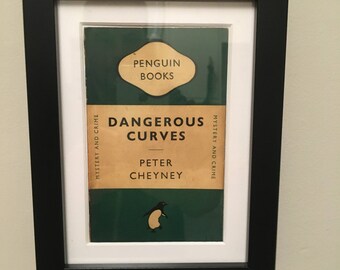 PENGUIN
BOOKS
MYSTERY AND CRIME
DANGEROUS
CURVES
PETER
CHEYNEY
MYSTERY AND CRIME